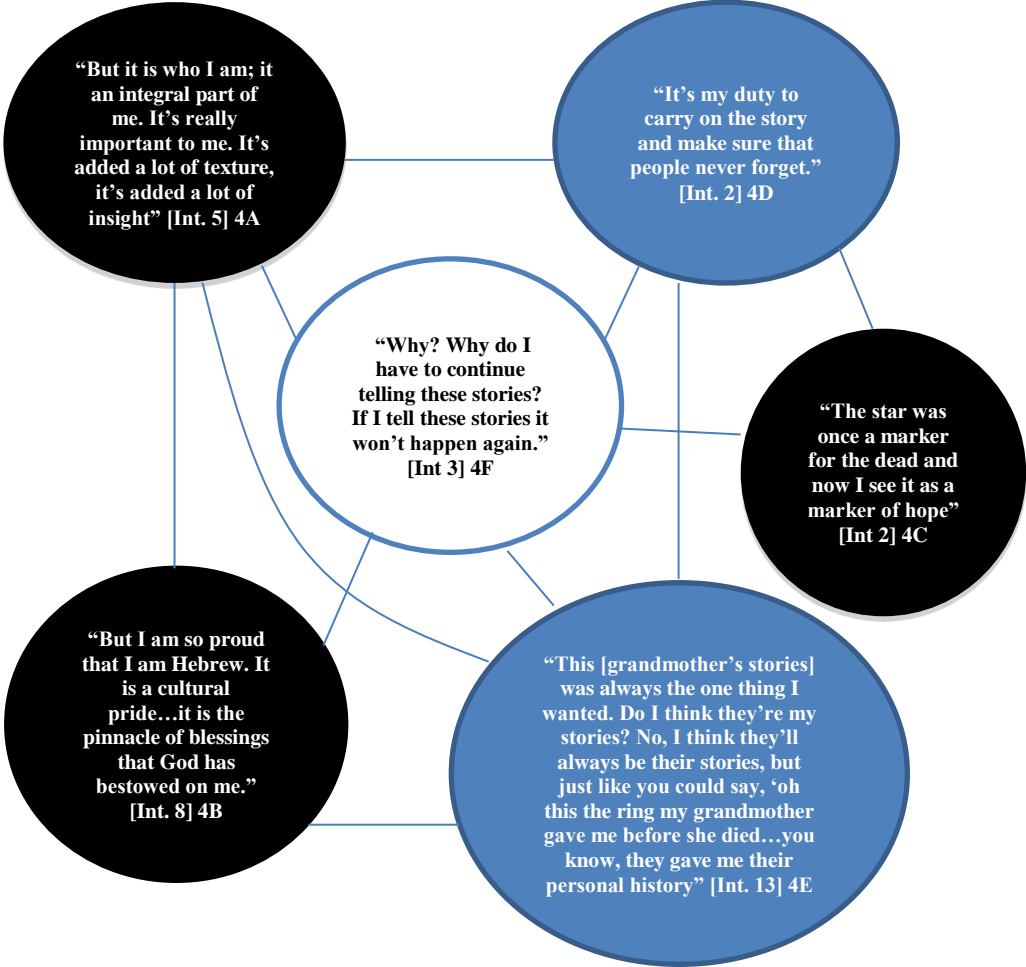 “But it is who I am; it
an integral part of
me. It’s really
important to me. It’s
added a lot of texture,
it’s added a lot of
insight” [Int. 5] 4A
“It’s my duty to
carry on the story
and make sure that
people never forget.”
[Int. 2] 4D
“Why? Why do I
have to continue
telling these stories?
If I tell these stories it
won’t happen again.”
[Int 3] 4F
“The star was
once a marker
for the dead and
now I see it as a
marker of hope”
[Int 2] 4C
“But I am so proud
that I am Hebrew. It
is a cultural
pride…it is the
pinnacle of blessings
that God has
bestowed on me.”
[Int. 8] 4B
“This [grandmother’s stories]
was always the one thing I
wanted. Do I think they’re my
stories? No, I think they’ll
always be their stories, but
just like you could say, ‘oh
this the ring my grandmother
gave me before she died…you
know, they gave me their
personal history” [Int. 13] 4E